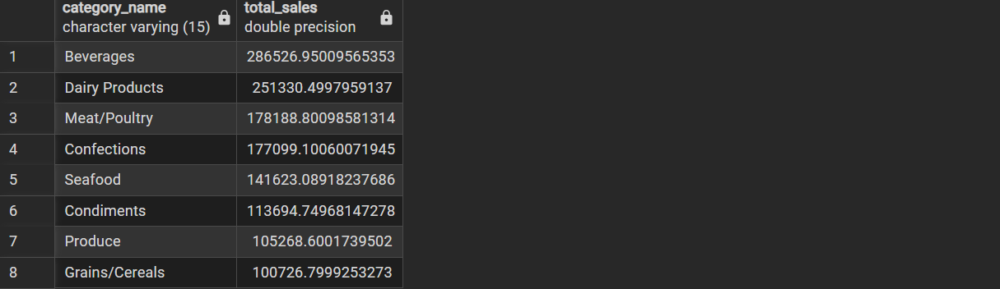 category_name total_sales
character varying (15) double precision
1 Beverages 286526.95009565353
2 Dairy Products 251330.4997959137
3 Meat/Poultry 178188.80098581314
4 Confections 177099.10060071945
5 Seafood 141623.08918237686
6 Condiments 113694.74968147278
7 Produce 105268.6001739502
8 Grains/Cereals 100726.7999253273